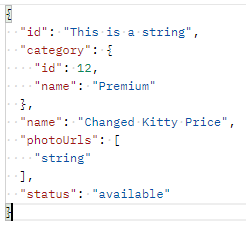 {
  "id": "This is a string",
  "category": {
    "id": 12,
    "name": "Premium"
  },
  "name": "Changed Kitty Price",
  "photoUrls": [
    "string"
  ],
  "status": "available"
}